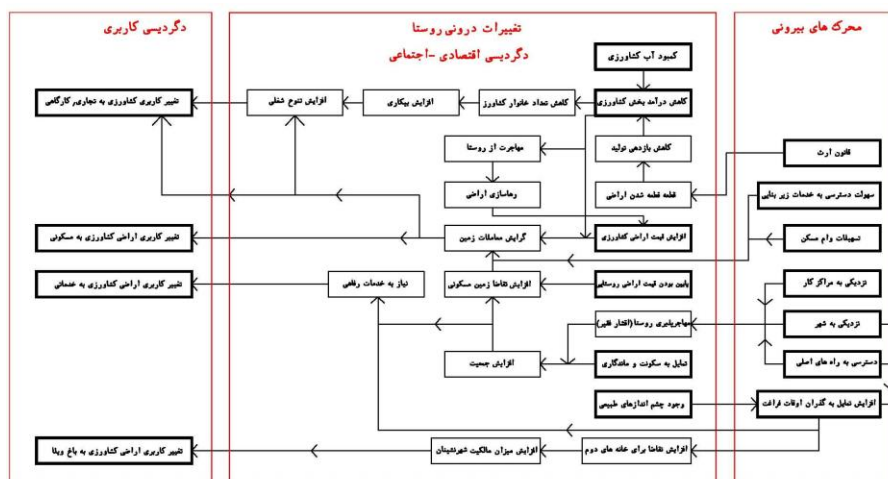 محرک های بیرونی
تغییرات درونی روستا
دگردیسی کاربری
دگردیسی اقتصادی -اجتماعی
کمبود آب کشاورزی
کاهش درآمد بخش کشاورزی
کاهش تعداد خانوار کشاورز
افزایش بیکاری
افزایش تنوع شغلی
تغییر کاربری کشاورزی به تجاری, کارگاهی
قانون ارث
کاهش بازدهی تولید
مهاجرت از روستا
سهولت دسترسی به خدمات زیر بنایی
قطعه قطعه شدن اراضی
رهاسازی اراضی
تسهیلات وام مسکن
افزایش قیمت اراضی کشاورزی
گرایش معاملات زمین
تغییر کاربری اراضی کشاورزی به مسکونی
نزدیکی به مراکز کار
پایین بودن قیمت اراضی روستایی
افزایش تقاضا زمین مسکونی
نیاز به خدمات رفاهی
تغییر کاربری اراضی کشاورزی به خدماتی
نزدیکی به شهر
مهاجرپذیری روستا(اقشار فقیر)
دسترسی به راه های اصلی
تمایل به سکونت و ماندگاری
افزایش جمعیت
افزایش تمایل به گذران اوقات فراغت
وجود چشم اندازهای طبیعی
افزایش تقاضا برای خانه های دوم
افزایش میزان مالکیت شهرنشینان
تغییر کاربری اراضی کشاورزی به باغ ویلا